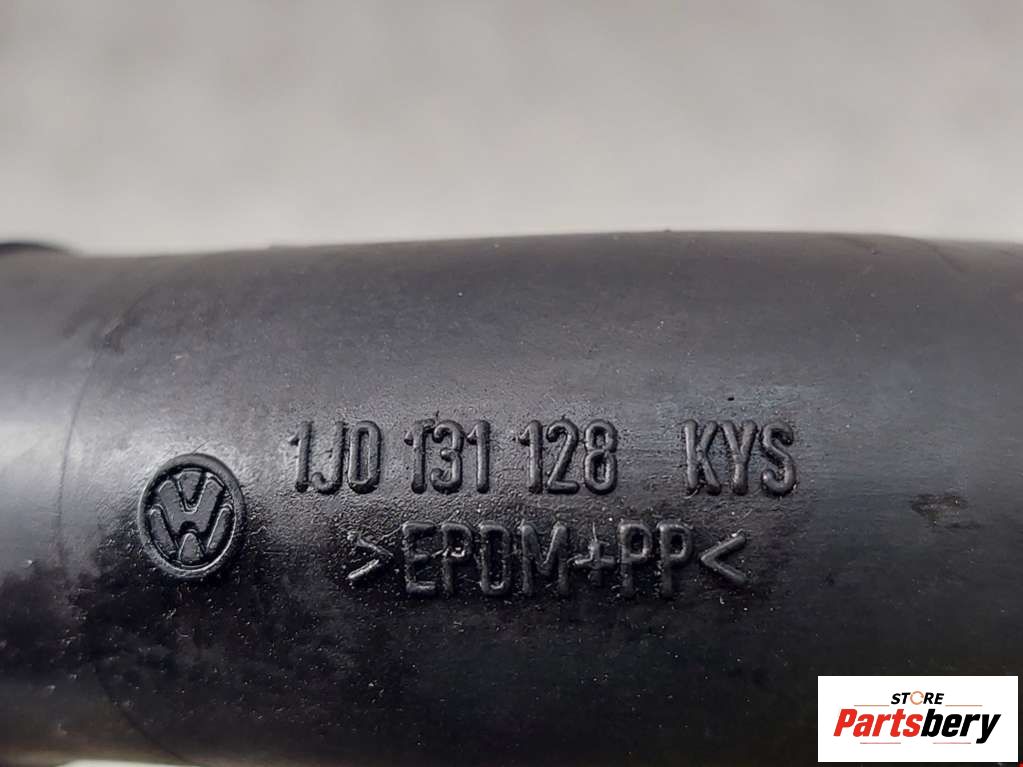 1J0 131 128 KYS
>EPDM+PP<
STORE
Partsbery